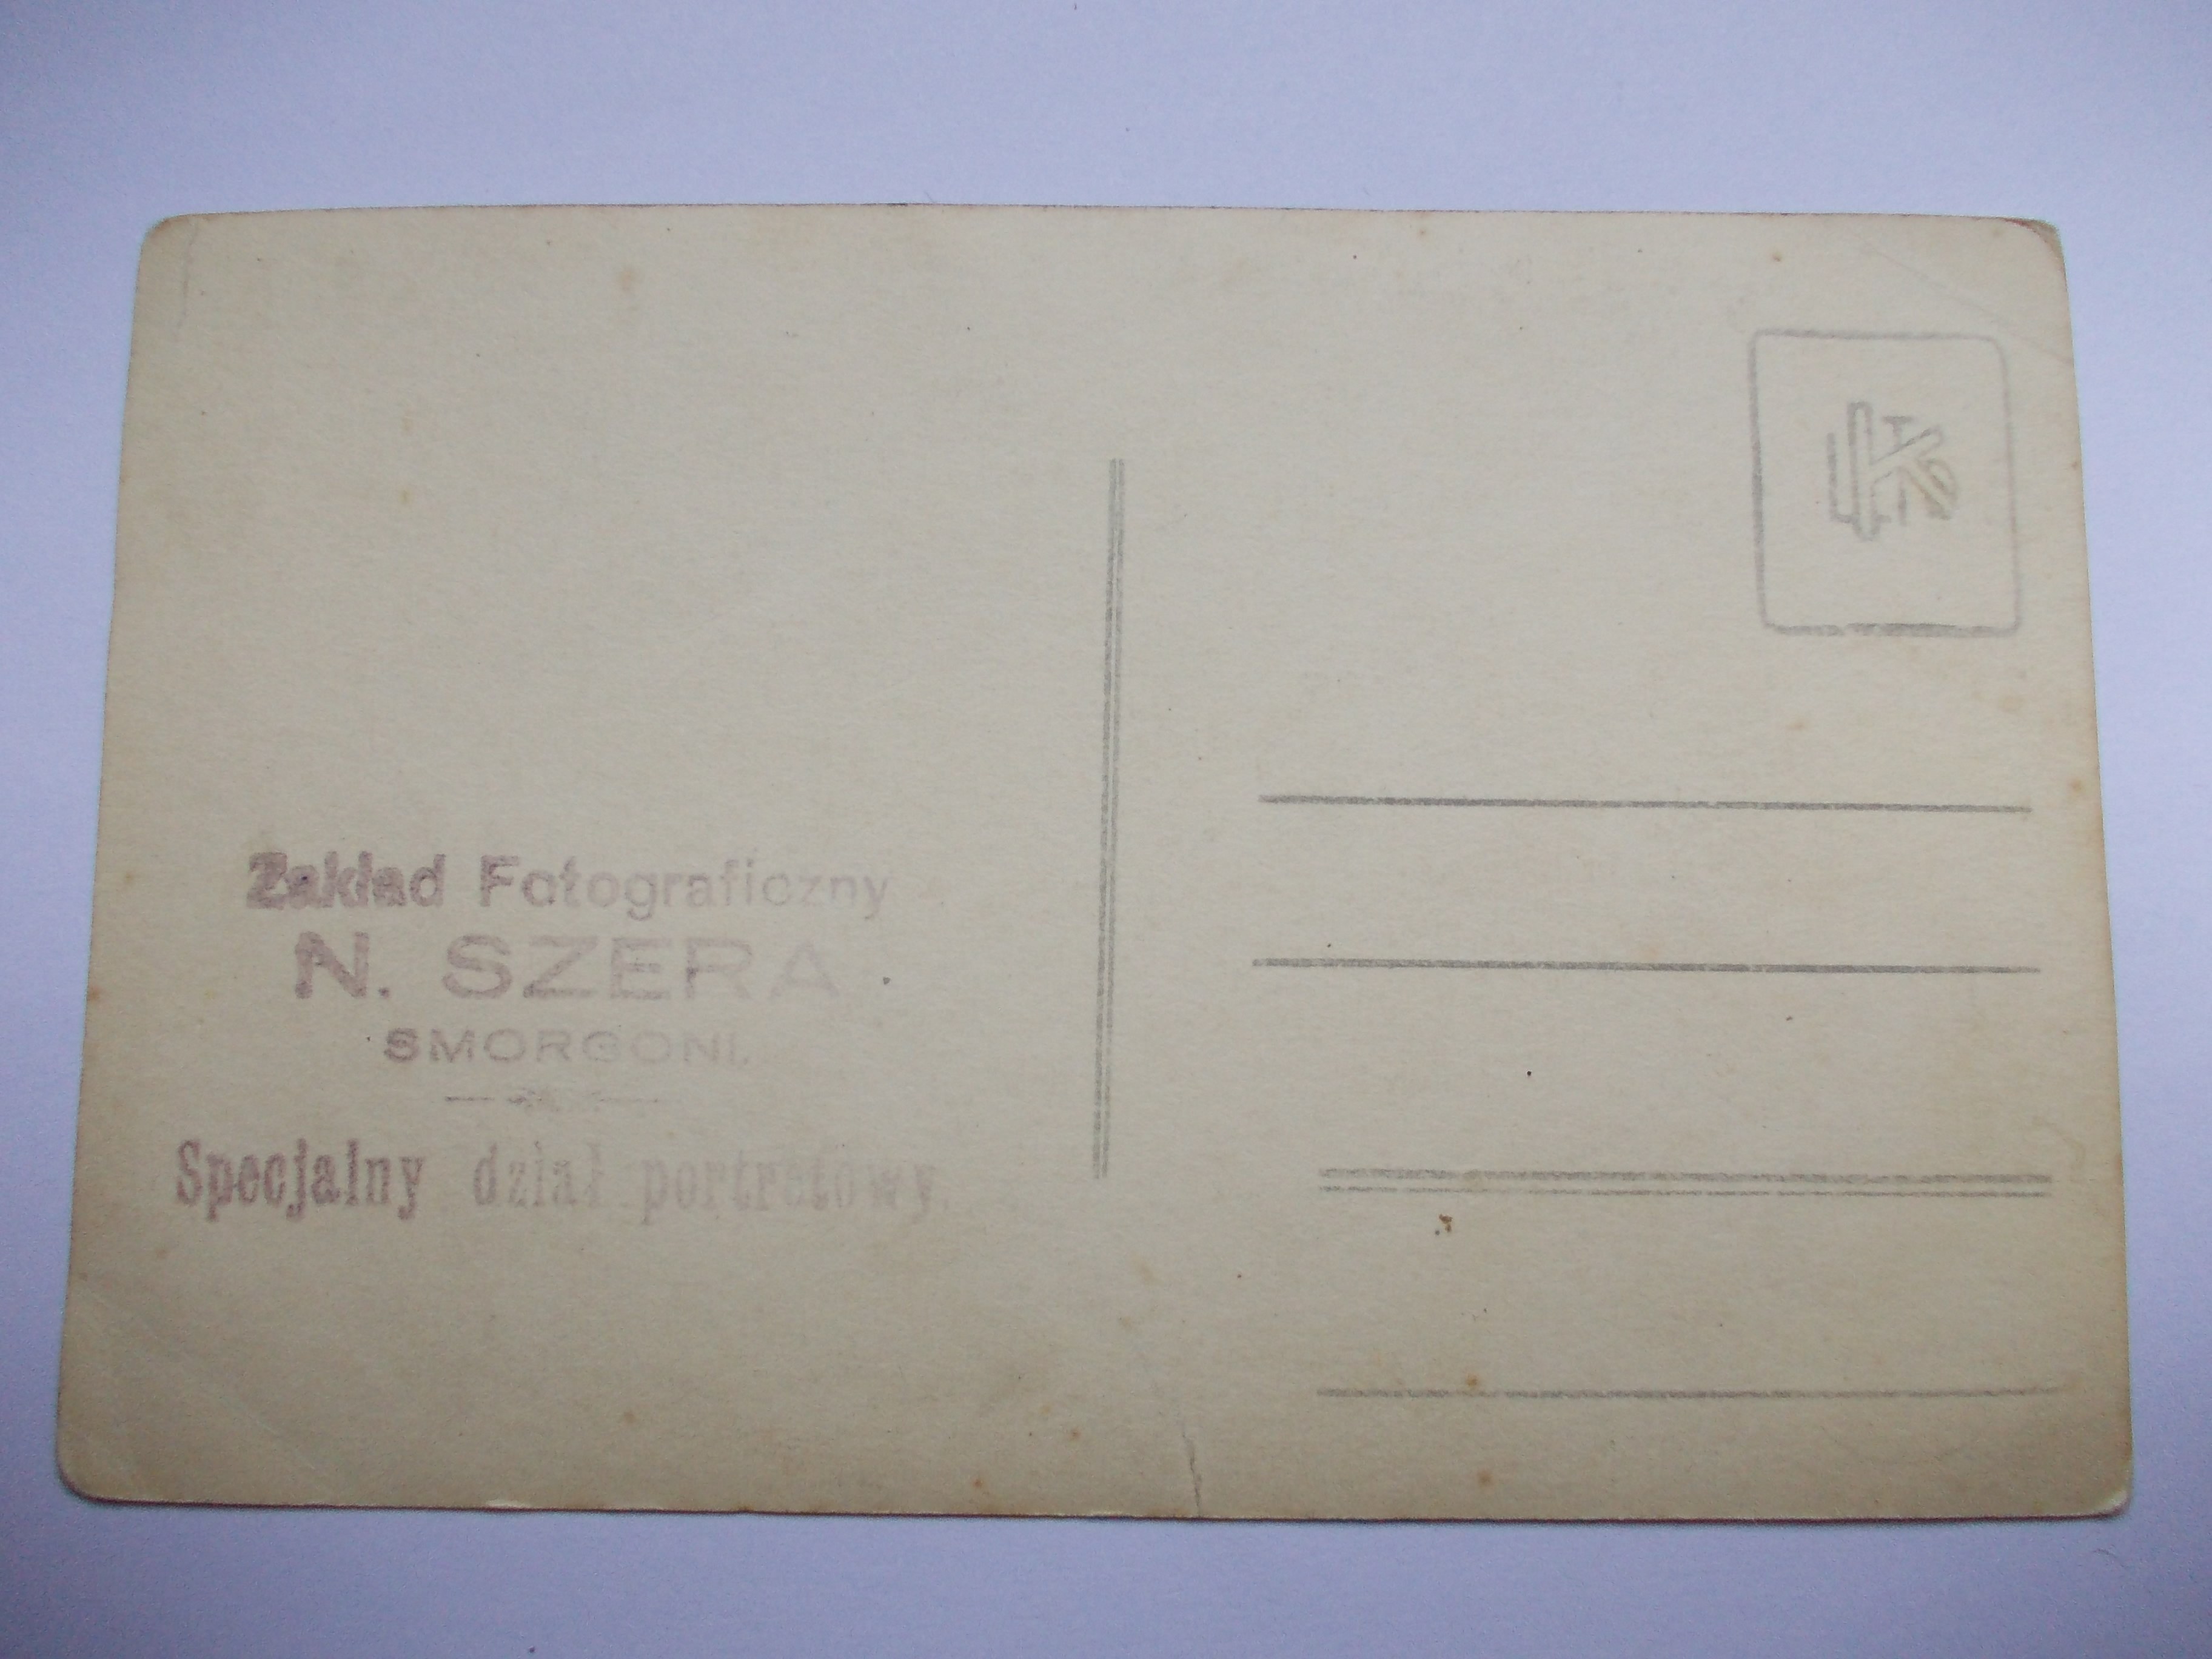 Zakład Fotograficzny
N. SZERA
SMORGONI.
Specjalny dział portretowy.